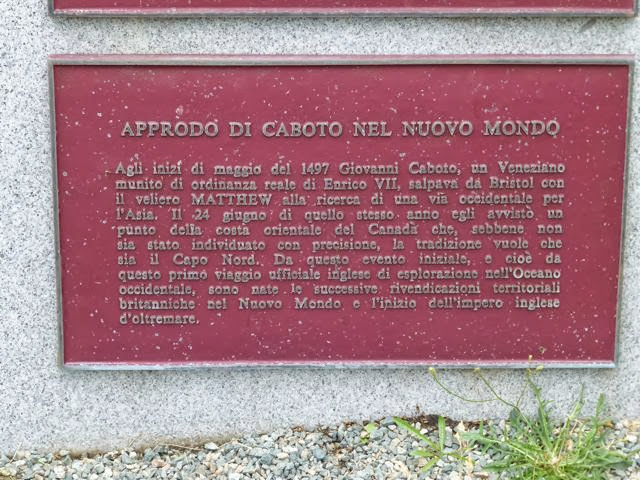 APPRODO DI CABOTO NEL NUOVO MONDO
Agli inizi di maggio del 1497 Giovanni Caboto, un Veneziano
munito di ordinanza reale di Enrico VII, salpava da Bristol con
il veliero MATTHEW alla ricerca di una via occidentale per
l'Asia. Il 24 giugno di quello stesso anno egli avvistò un
punto della costa orientale del Canada che, sebbene non
sia stato individuato con precisione, la tradizione vuole che
sia il Capo Nord. Da questo evento iniziale, e cioè da
questo primo viaggio ufficiale inglese di esplorazione nell'Oceano
occidentale, sono nate le successive rivendicazioni territoriali
britanniche nel Nuovo Mondo e l'inizio dell'impero inglese
d'oltremare.